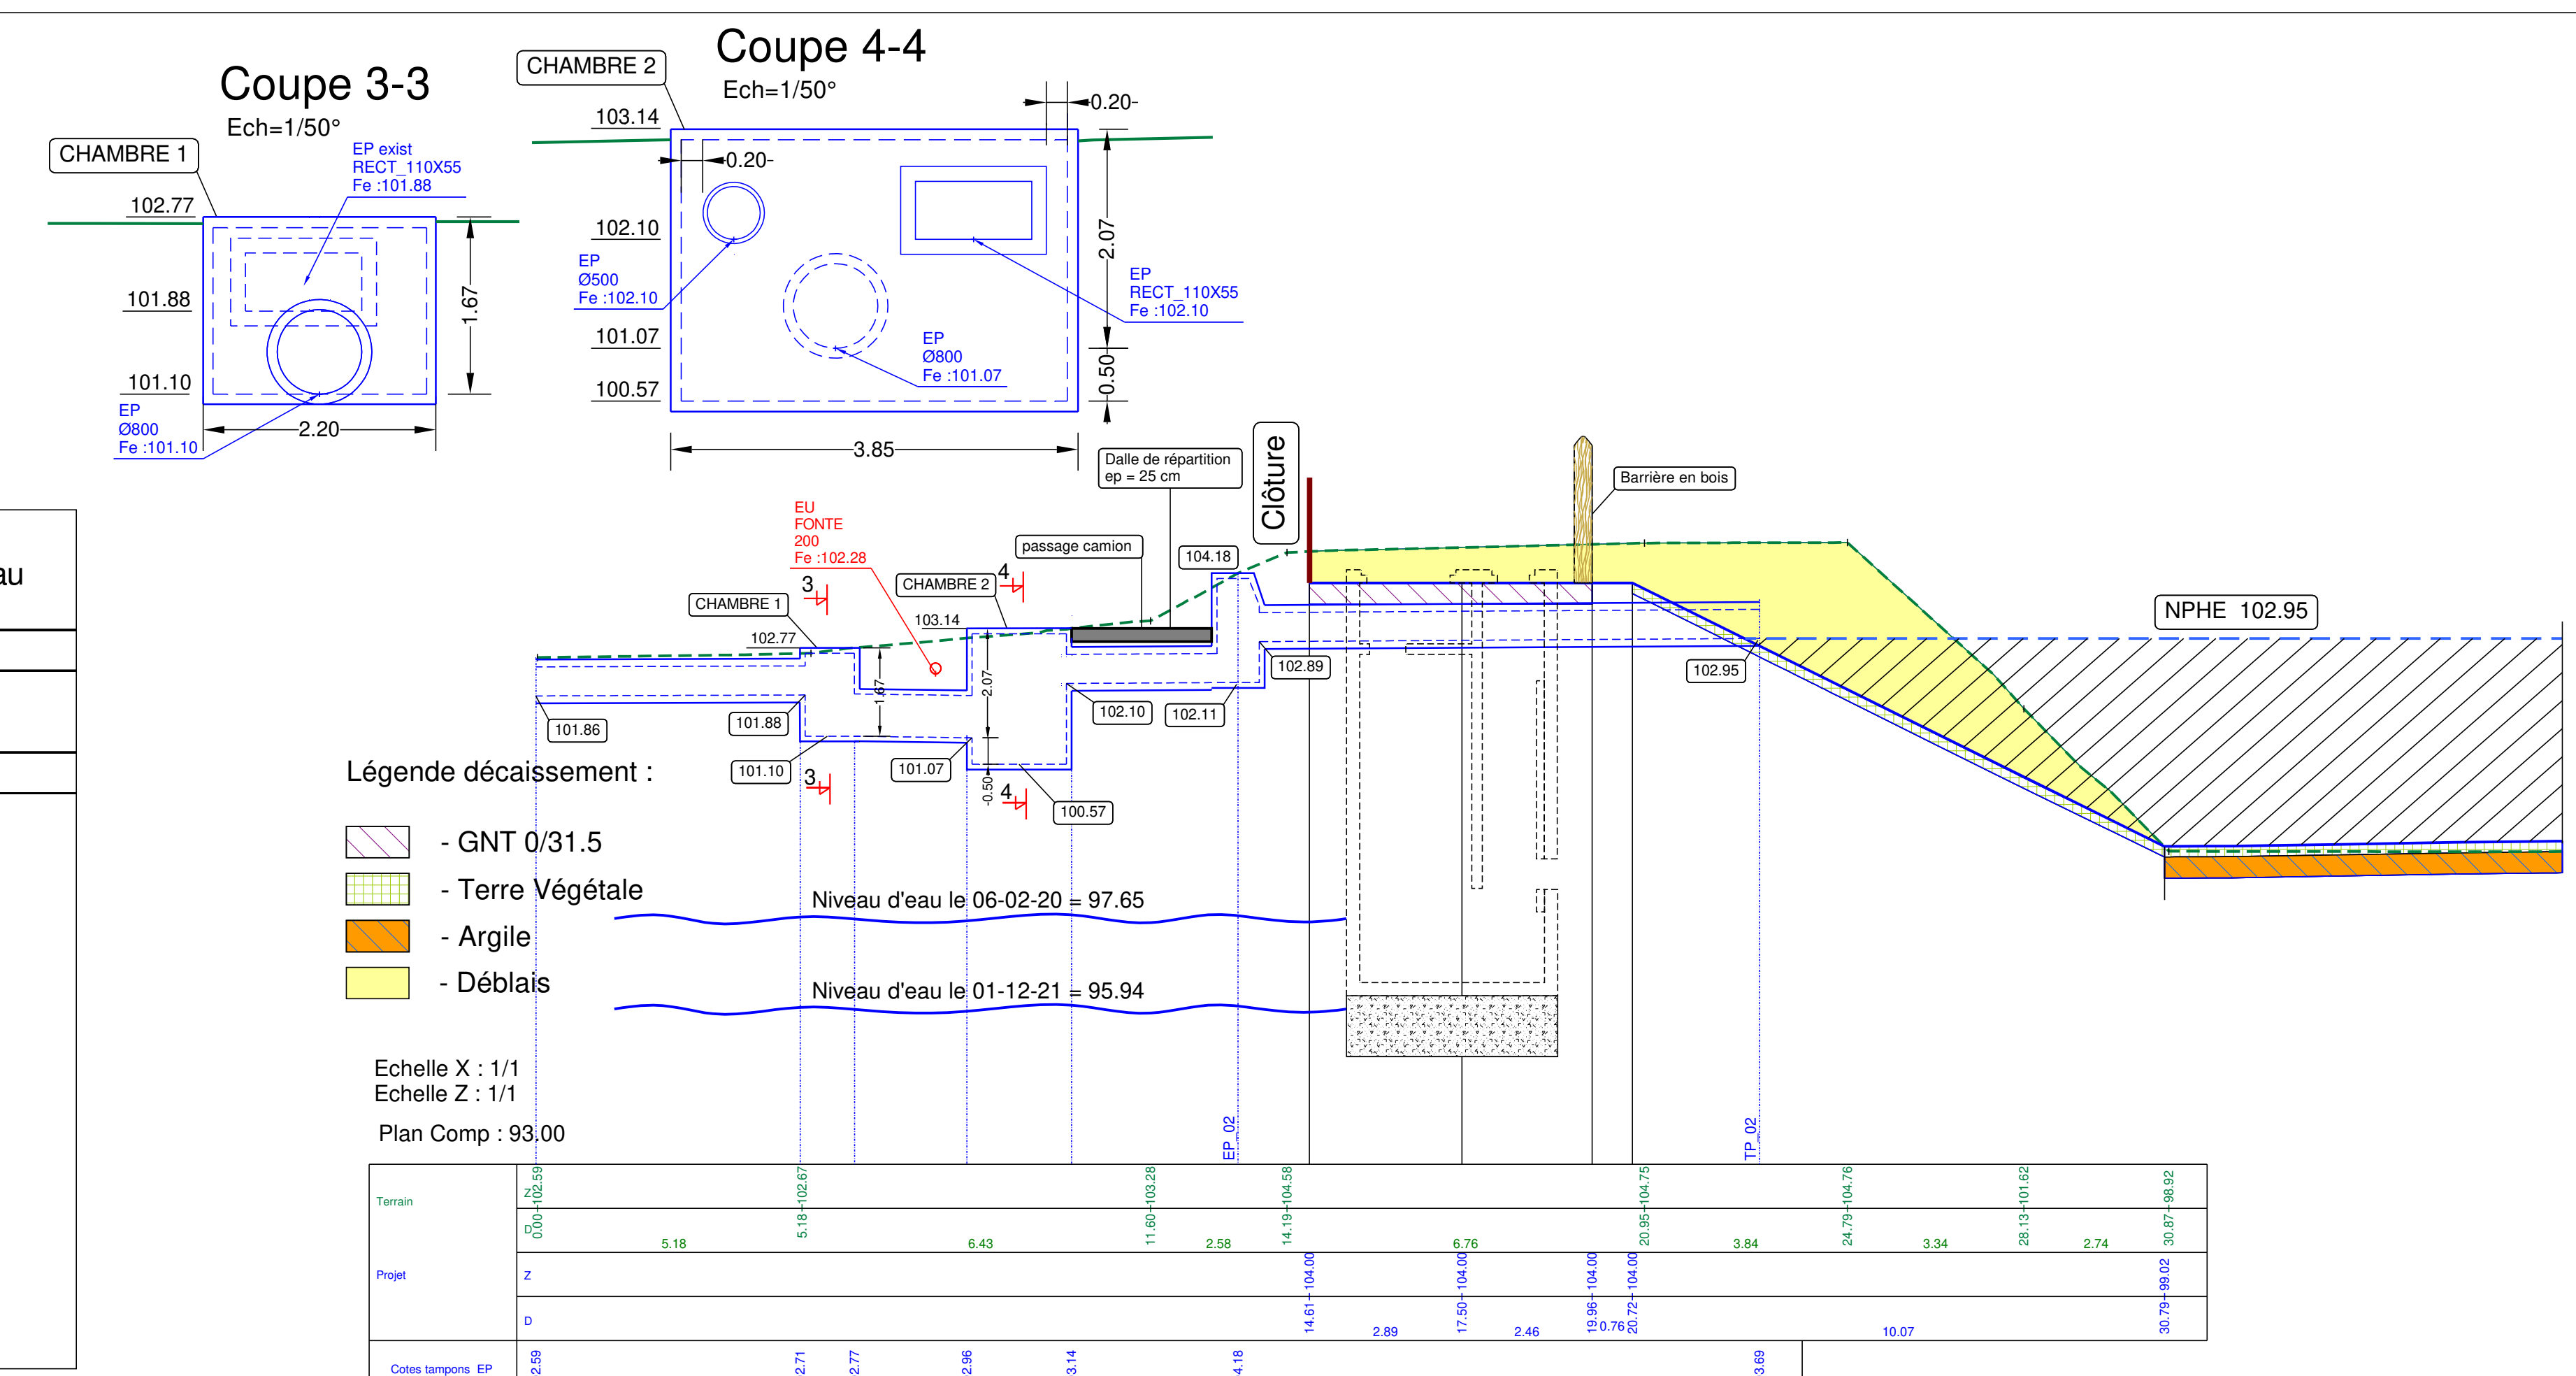 Coupe 3-3
Ech=1/50°
CHAMBRE 1
EP exist
RECT_110X55
Fe :101.88
102.77
101.88
101.10
1.67
2.20
EP
Ø800
Fe :101.10
Coupe 4-4
Ech=1/50°
CHAMBRE 2
103.14
102.10
101.07
100.57
0.20
0.20
2.07
0.50
3.85
EP
Ø500
Fe :102.10
EP
Ø800
Fe :101.07
EP
RECT_110X55
Fe :102.10
au
Dalle de répartition
ep = 25 cm
Clôture
Barrière en bois
EU
FONTE
200
Fe :102.28
passage camion
104.18
CHAMBRE 2
4
3
CHAMBRE 1
103.14
102.77
NPHE 102.95
1.67
2.07
102.89
102.95
101.86
101.88
102.10
102.11
101.10
101.07
0.50
100.57
3
4
Légende décaissement :
- GNT 0/31.5
- Terre Végétale
- Argile
- Déblais
Niveau d'eau le 06-02-20 = 97.65
Niveau d'eau le 01-12-21 = 95.94
Echelle X : 1/1
Echelle Z : 1/1
Plan Comp : 93.00
EP_02
TP_02
Terrain
Z
102.59
102.67
103.28
104.58
104.75
104.76
101.62
98.92
D
0.00
5.18
11.60
14.19
20.95
24.79
28.13
30.87
5.18
6.43
2.58
6.76
3.84
3.34
2.74
Projet
Z
104.00
104.00
104.00
104.00
99.02
D
14.61
17.50
19.96
20.72
30.79
2.89
2.46
0.76
10.07
Cotes tampons EP
2.59
2.71
2.77
2.96
3.14
4.18
3.69